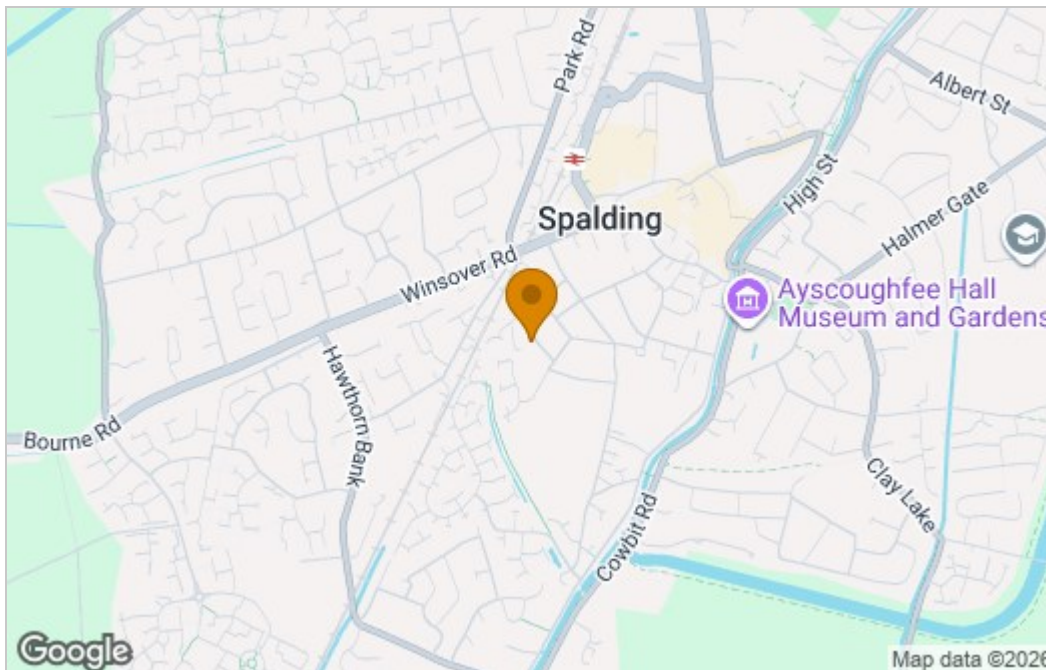 Park Rd
Albert St
High St
Spalding
Halmer Gate
Winsover Rd
Ayscoughfee Hall
Museum and Gardens
Hawthorn Bank
Bourne Rd
Clay Lake
Cowbit Rd
Google
Map data ©2026